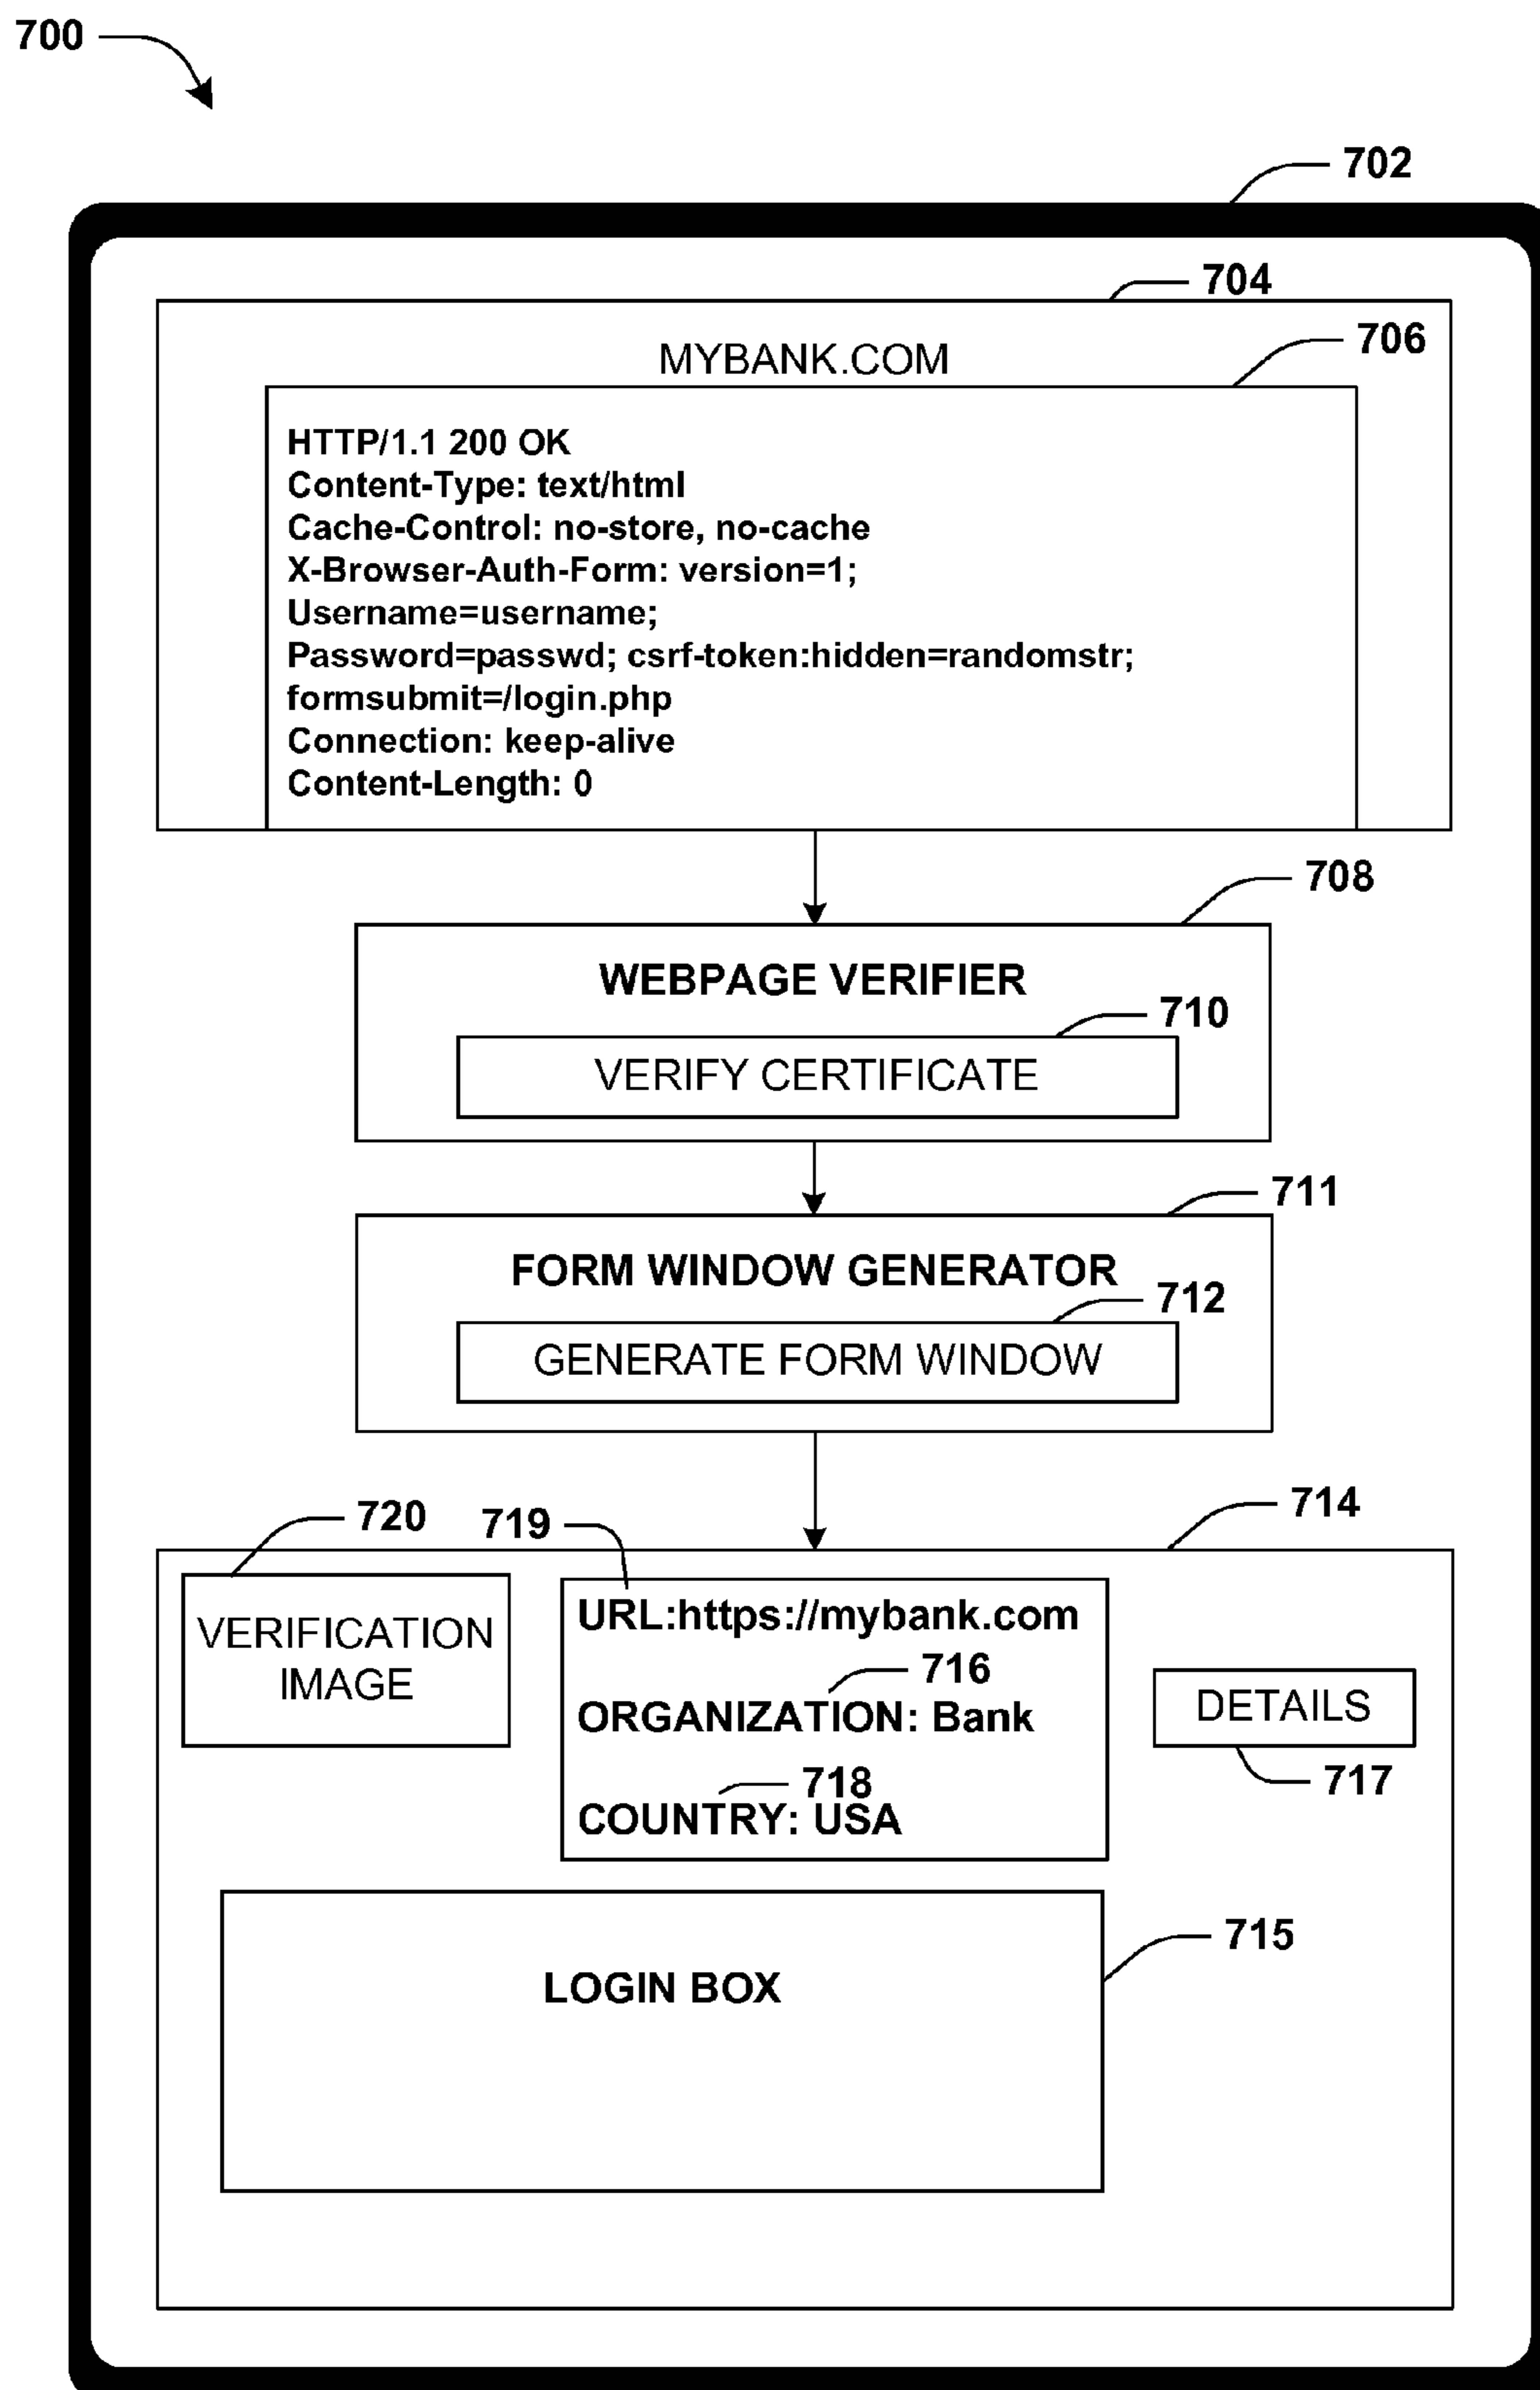 700
702
704
MYBANK.COM
706
HTTP/1.1 200 OK
Content-Type: text/html
Cache-Control: no-store, no-cache
X-Browser-Auth-Form: version=1;
Username=username;
Password=passwd; csrf-token:hidden=randomstr;
formsubmit=/login.php
Connection: keep-alive
Content-Length: 0
708
WEBPAGE VERIFIER
710
VERIFY CERTIFICATE
711
FORM WINDOW GENERATOR
712
GENERATE FORM WINDOW
714
720
719
VERIFICATION
IMAGE
URL:https://mybank.com
716
ORGANIZATION: Bank
718
COUNTRY: USA
DETAILS
717
715
LOGIN BOX